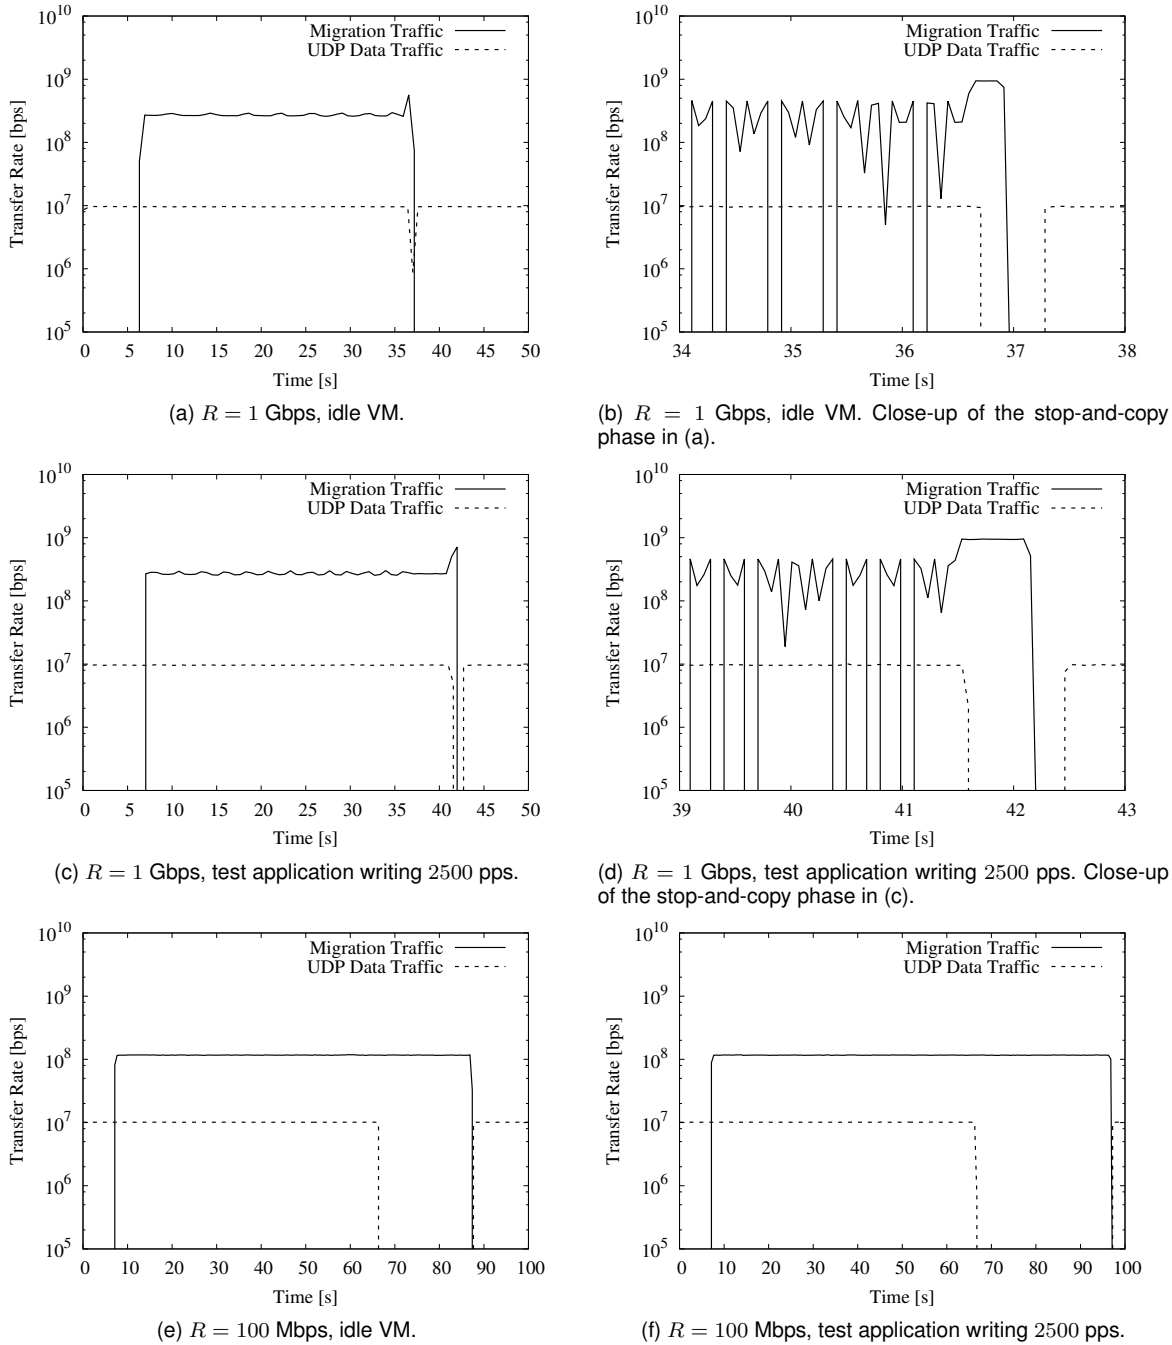 10^10
10^9
10^8
10^7
10^6
10^5
Transfer Rate [bps]
Migration Traffic
UDP Data Traffic
0 5 10 15 20 25 30 35 40 45 50
Time [s]
(a) R = 1 Gbps, idle VM.
10^10
10^9
10^8
10^7
10^6
10^5
Transfer Rate [bps]
Migration Traffic
UDP Data Traffic
34 35 36 37 38
Time [s]
(b) R = 1 Gbps, idle VM. Close-up of the stop-and-copy
phase in (a).
10^10
10^9
10^8
10^7
10^6
10^5
Transfer Rate [bps]
Migration Traffic
UDP Data Traffic
0 5 10 15 20 25 30 35 40 45 50
Time [s]
(c) R = 1 Gbps, test application writing 2500 pps.
10^10
10^9
10^8
10^7
10^6
10^5
Transfer Rate [bps]
Migration Traffic
UDP Data Traffic
39 40 41 42 43
Time [s]
(d) R = 1 Gbps, test application writing 2500 pps. Close-up
of the stop-and-copy phase in (c).
10^10
10^9
10^8
10^7
10^6
10^5
Transfer Rate [bps]
Migration Traffic
UDP Data Traffic
0 10 20 30 40 50 60 70 80 90 100
Time [s]
(e) R = 100 Mbps, idle VM.
10^10
10^9
10^8
10^7
10^6
10^5
Transfer Rate [bps]
Migration Traffic
UDP Data Traffic
0 10 20 30 40 50 60 70 80 90 100
Time [s]
(f) R = 100 Mbps, test application writing 2500 pps.